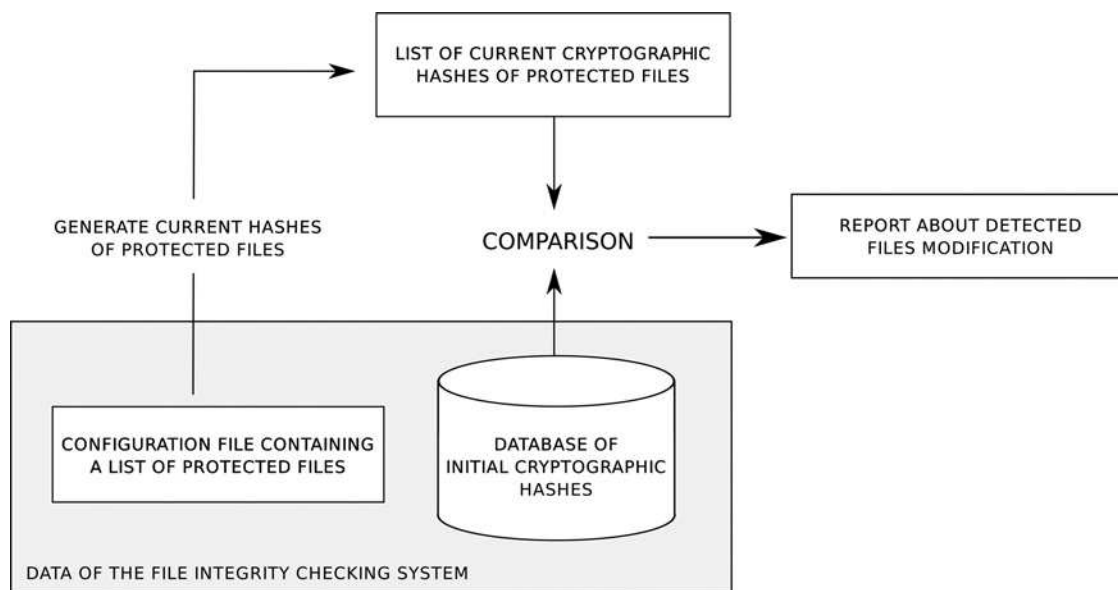 LIST OF CURRENT CRYPTOGRAPHIC
HASHES OF PROTECTED FILES
GENERATE CURRENT HASHES
OF PROTECTED FILES
COMPARISON
REPORT ABOUT DETECTED
FILES MODIFICATION
CONFIGURATION FILE CONTAINING
A LIST OF PROTECTED FILES
DATABASE OF
INITIAL CRYPTOGRAPHIC
HASHES
DATA OF THE FILE INTEGRITY CHECKING SYSTEM